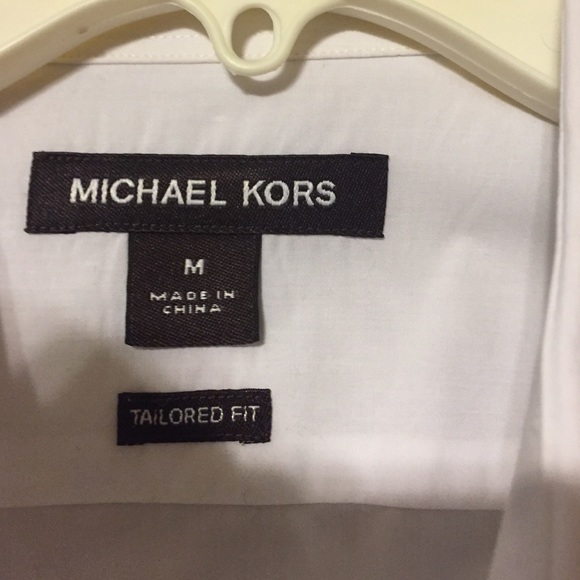 MICHAEL KORS
M
MADE IN
CHINA
TAILORED FIT